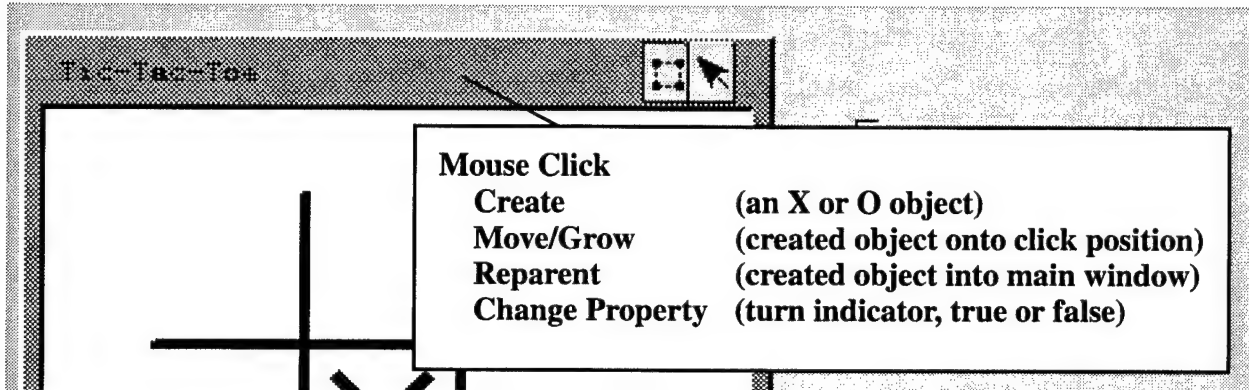 Tic-Tac-Toe
Mouse Click
Create (an X or O object)
Move/Grow (created object onto click position)
Reparent (created object into main window)
Change Property (turn indicator, true or false)